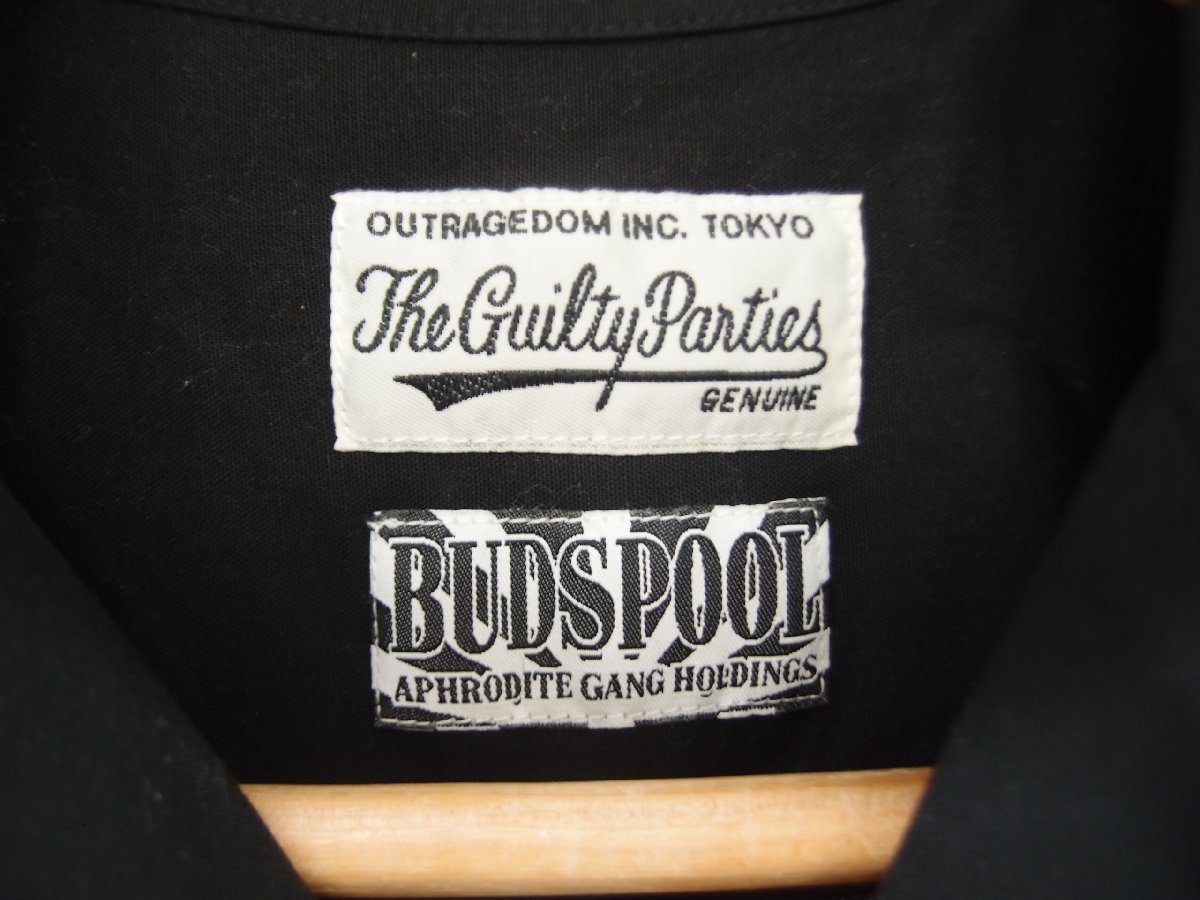 OUTRAGEDOM INC. TOKYO
The Guilty Parties
GENUINE
BUDSPOOL
APHRODITE GANG HOLDINGS